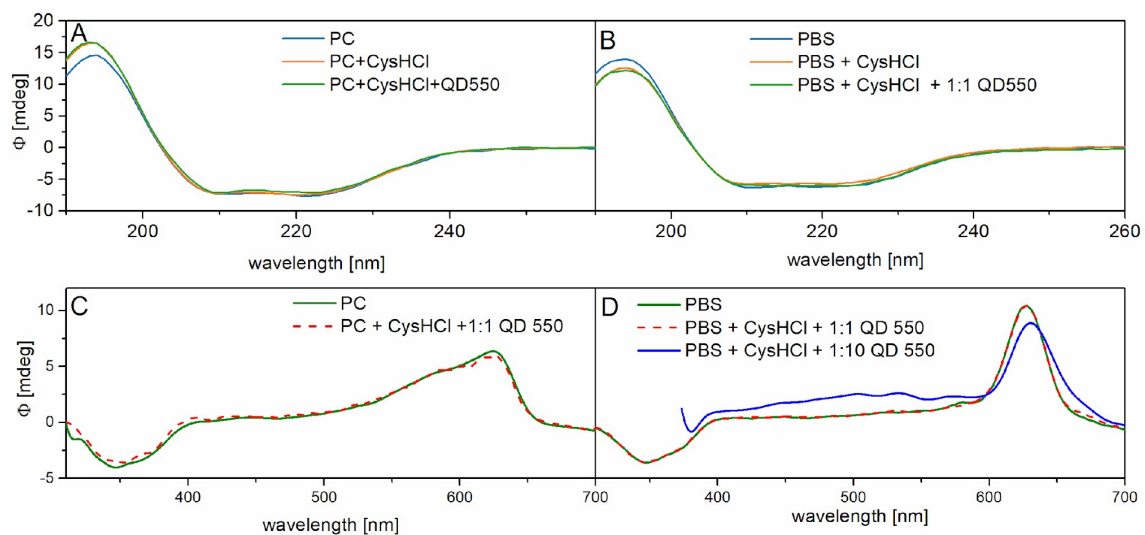 20
15
10
5
0
-5
-10
Φ [mdeg]
A
PC
PC+CysHCl
PC+CysHCl+QD550
200
220
240
wavelength [nm]
B
PBS
PBS + CysHCl
PBS + CysHCl + 1:1 QD550
200
220
240
260
wavelength [nm]
10
5
0
-5
Φ [mdeg]
C
PC
PC + CysHCl +1:1 QD 550
400
500
600
700
wavelength [nm]
D
PBS
PBS + CysHCl + 1:1 QD 550
PBS + CysHCl + 1:10 QD 550
400
500
600
700
wavelength [nm]